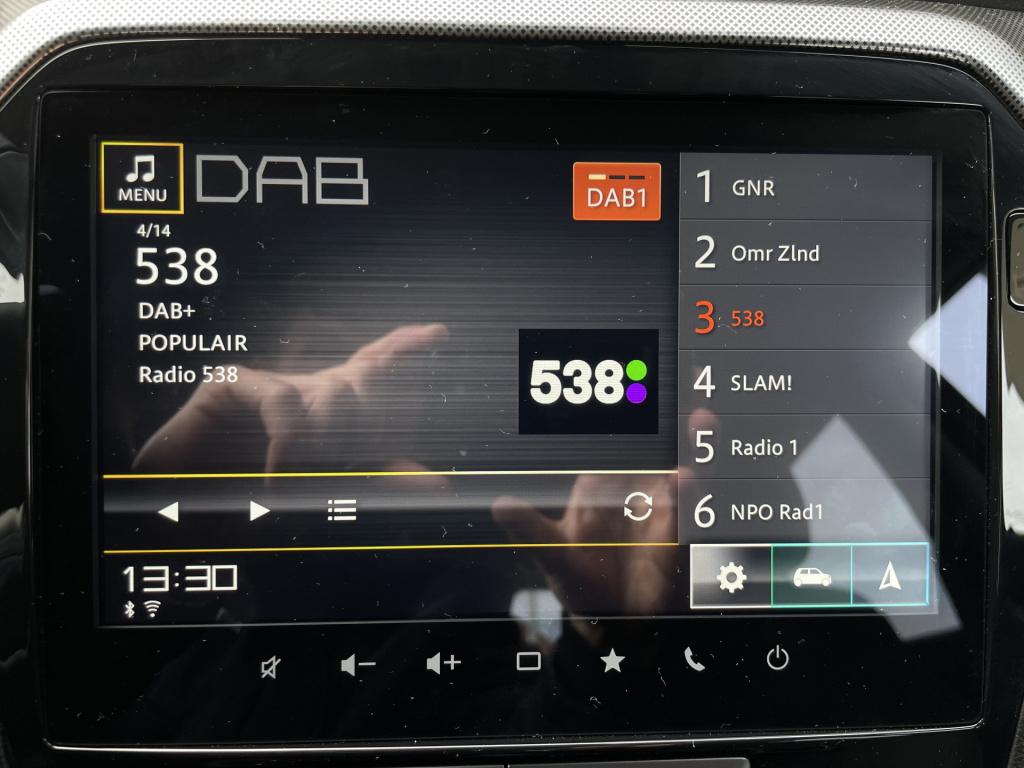 MENU
DAB
DAB1
4/14
538
DAB+
POPULAIR
Radio 538
538
1 GNR
2 Omr Zlnd
3 538
4 SLAM!
5 Radio 1
6 NPO Rad1
13:30